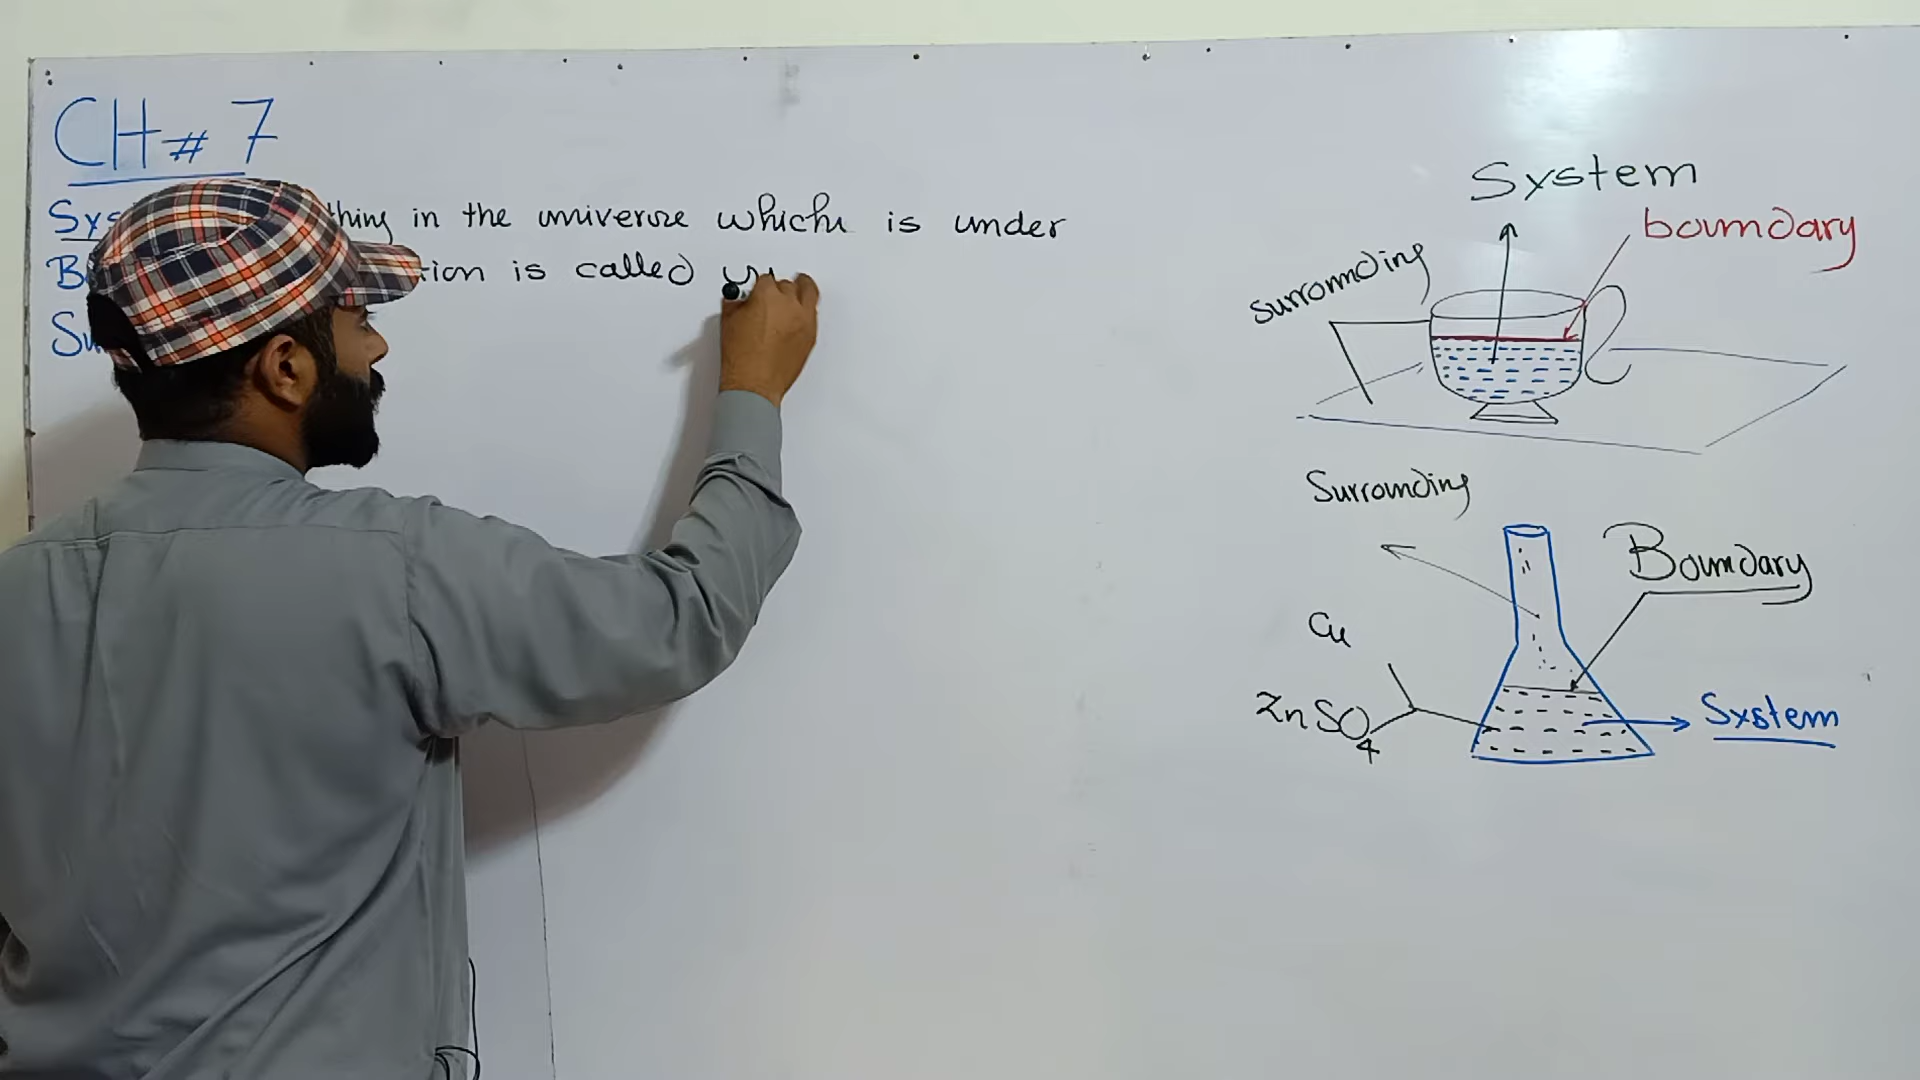 CH # 7
thing in the universe which is under
is called
System
boundary
surrounding
Surrounding
Boundary
Cu
ZnSO4
System